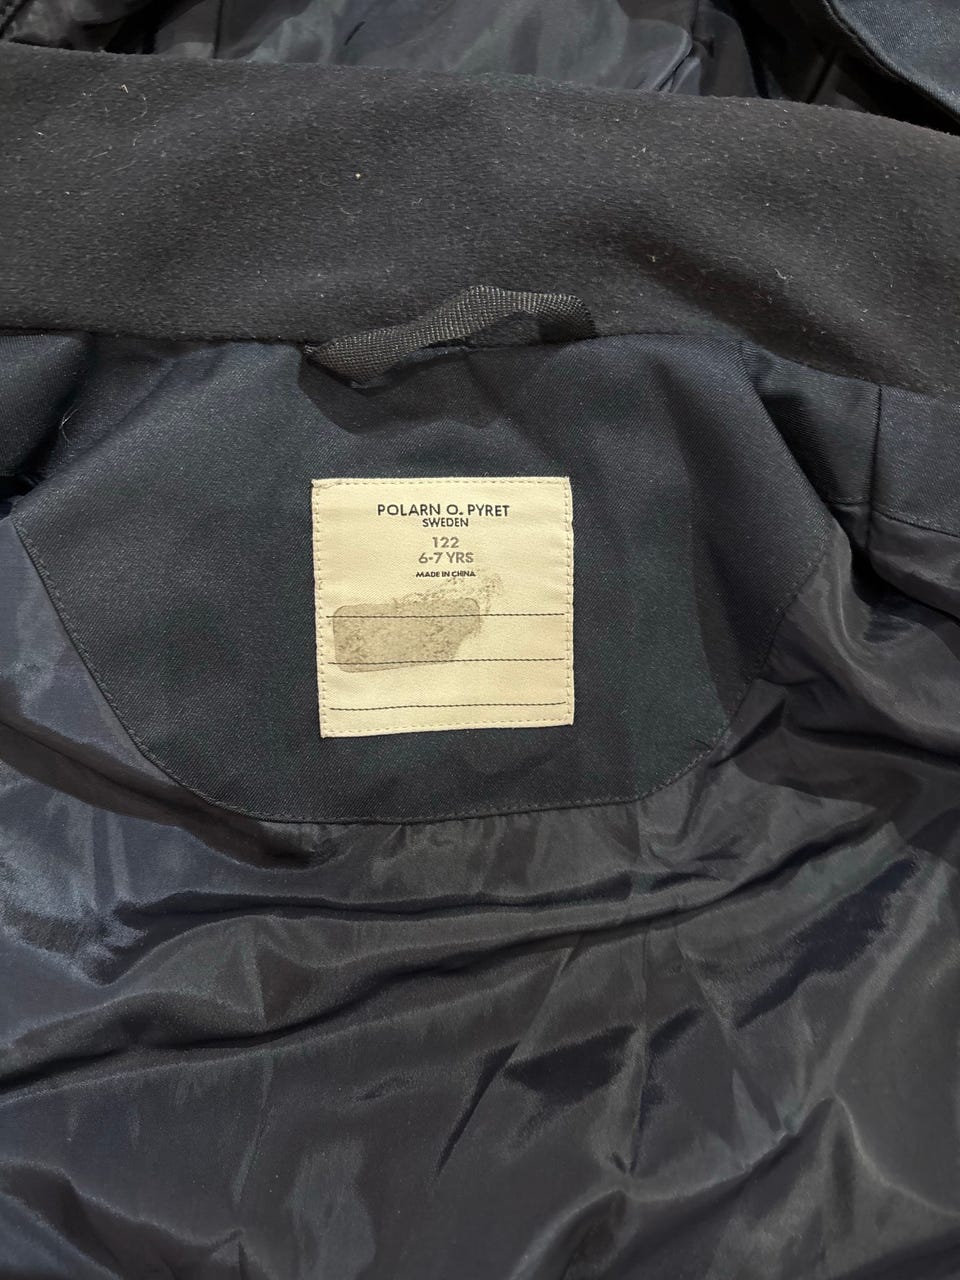 POLARN O. PYRET
SWEDEN
122
6-7 YRS
MADE IN CHINA